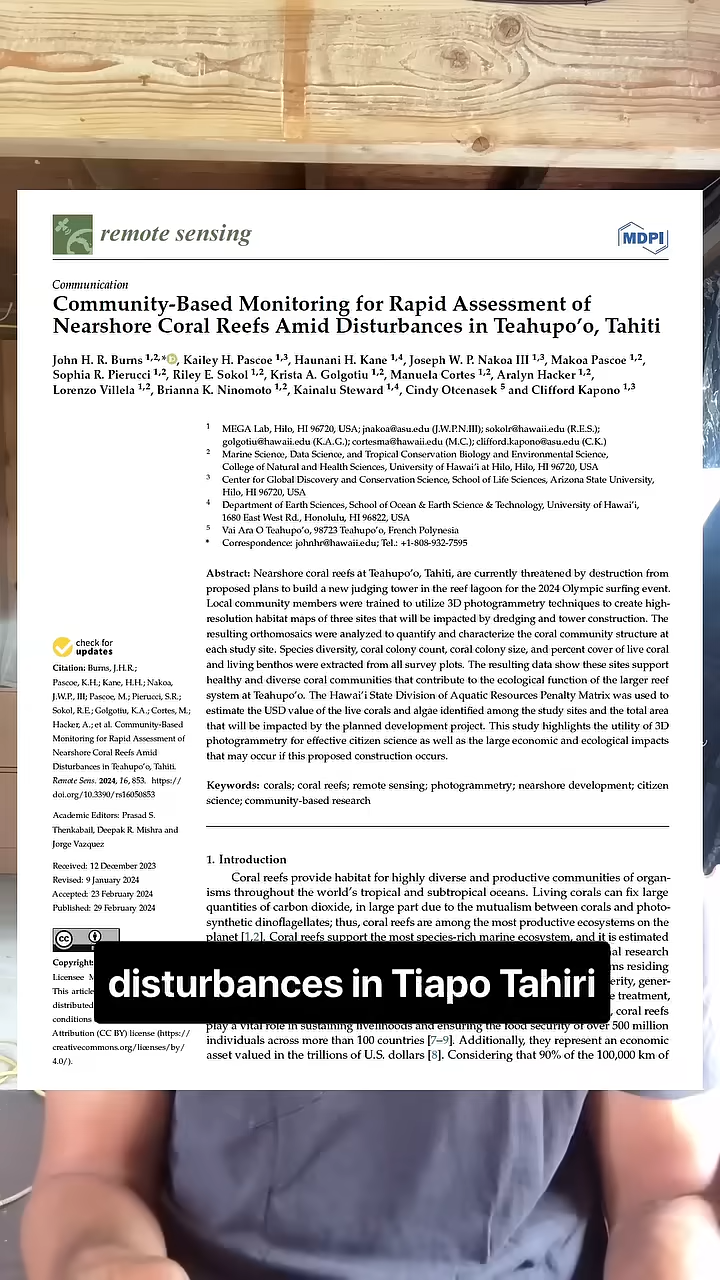 remote sensing
MDPI
Communication
Community-Based Monitoring for Rapid Assessment of
Nearshore Coral Reefs Amid Disturbances in Teahupo’o, Tahiti
John H. R. Burns 1,2,*, Kailey H. Pascoe 1,3, Haunani H. Kane 1,4, Joseph W. P. Nakoa III 1,3, Makoa Pascoe 1,2,
Sophia R. Pierucci 1,2, Riley E. Sokol 1,2, Krista A. Golgotiu 1,2, Manuela Cortes 1,2, Aralyn Hacker 1,2,
Lorenzo Villela 1,2, Brianna K. Ninomoto 1,2, Kainalu Steward 1,4, Cindy Otcenasek 5 and Clifford Kapono 1,3
1 MEGA Lab, Hilo, HI 96720, USA; jnakoa@asu.edu (J.W.P.N.III); sokolr@hawaii.edu (R.E.S.);
golgotiu@hawaii.edu (K.A.G.); cortesma@hawaii.edu (M.C.); clifford.kapono@asu.edu (C.K.)
2 Marine Science, Data Science, and Tropical Conservation Biology and Environmental Science,
College of Natural and Health Sciences, University of Hawai’i at Hilo, Hilo, HI 96720, USA
3 Center for Global Discovery and Conservation Science, School of Life Sciences, Arizona State University,
Hilo, HI 96720, USA
4 Department of Earth Sciences, School of Ocean & Earth Science & Technology, University of Hawai’i,
1680 East West Rd., Honolulu, HI 96822, USA
5 Vai Ara O Teahupo’o, 98723 Teahupo’o, French Polynesia
* Correspondence: johnhr@hawaii.edu; Tel.: +1-808-932-7595
Abstract: Nearshore coral reefs at Teahupo’o, Tahiti, are currently threatened by destruction from
proposed plans to build a new judging tower in the reef lagoon for the 2024 Olympic surfing event.
Local community members were trained to utilize 3D photogrammetry techniques to create high-
resolution habitat maps of three sites that will be impacted by dredging and tower construction. The
resulting orthomosaics were analyzed to quantify and characterize the coral community structure at
each study site. Species diversity, coral colony count, coral colony size, and percent cover of live coral
and living benthos were extracted from all survey plots. The resulting data show these sites support
healthy and diverse coral communities that contribute to the ecological function of the larger reef
system at Teahupo’o. The Hawai’i State Division of Aquatic Resources Penalty Matrix was used to
estimate the USD value of the live corals and algae identified among the study sites and the total area
that will be impacted by the planned development project. This study highlights the utility of 3D
photogrammetry for effective citizen science as well as the large economic and ecological impacts
that may occur if this proposed construction occurs.
Keywords: corals; coral reefs; remote sensing; photogrammetry; nearshore development; citizen
science; community-based research
check for
updates
Citation: Burns, J.H.R.;
Pascoe, K.H.; Kane, H.H.; Nakoa,
J.W.P., III; Pascoe, M.; Pierucci, S.R.;
Sokol, R.E.; Golgotiu, K.A.; Cortes, M.;
Hacker, A.; et al. Community-Based
Monitoring for Rapid Assessment of
Nearshore Coral Reefs Amid
Disturbances in Teahupo’o, Tahiti.
Remote Sens. 2024, 16, 853. https://
doi.org/10.3390/rs16050853
Academic Editors: Prasad S.
Thenkabail, Deepak R. Mishra and
Jorge Vazquez
Received: 12 December 2023
Revised: 9 January 2024
Accepted: 23 February 2024
Published: 29 February 2024
cc
Copyright:
Licensee M
This article
distributed
conditions
Attribution (CC BY) license (https://
creativecommons.org/licenses/by/
4.0/).
1. Introduction
Coral reefs provide habitat for highly diverse and productive communities of organ-
isms throughout the world’s tropical and subtropical oceans. Living corals can fix large
quantities of carbon dioxide, in large part due to the mutualism between corals and photo-
synthetic dinoflagellates; thus, coral reefs are among the most productive ecosystems on the
planet [1,2]. Coral reefs support the most species-rich marine ecosystem, and it is estimated
research
residing
gener-
treatment,
coral reefs
play a vital role in sustaining livelihoods and ensuring the food security of over 500 million
individuals across more than 100 countries [7–9]. Additionally, they represent an economic
asset valued in the trillions of U.S. dollars [8]. Considering that 90% of the 100,000 km of
disturbances in Tiapo Tahiri